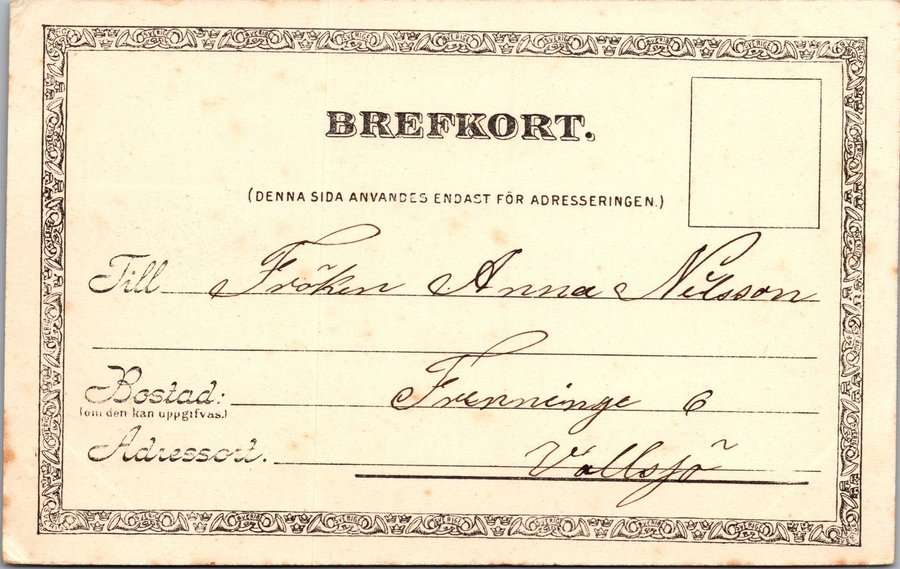 BREFKORT.
(DENNA SIDA ANVANDES ENDAST FÖR ADRESSERINGEN.)
Till Fröken Anna Nilsson
Bostad: Frenninge 6
(om den kan uppgifvas.)
Adressort. Vollsjö